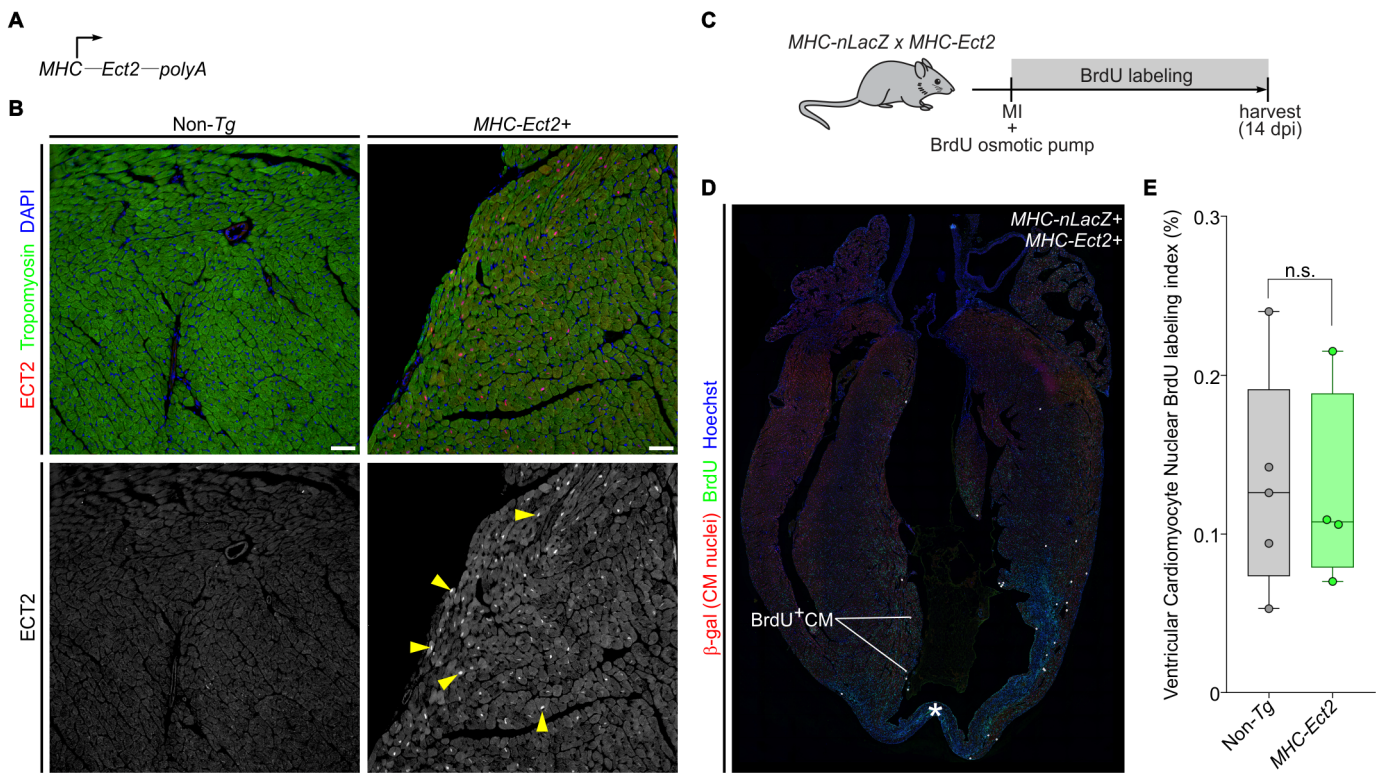 A
MHC—Ect2—polyA
B
Non-Tg
MHC-Ect2+
ECT2 Tropomyosin DAPI
ECT2
C
MHC-nLacZ x MHC-Ect2
BrdU labeling
MI
+
BrdU osmotic pump
harvest
(14 dpi)
D
β-gal (CM nuclei) BrdU Hoechst
MHC-nLacZ+
MHC-Ect2+
BrdU+CM
*
E
Ventricular Cardiomyocyte Nuclear BrdU labeling index (%)
0.3
0.2
0.1
0
n.s.
Non-Tg
MHC-Ect2